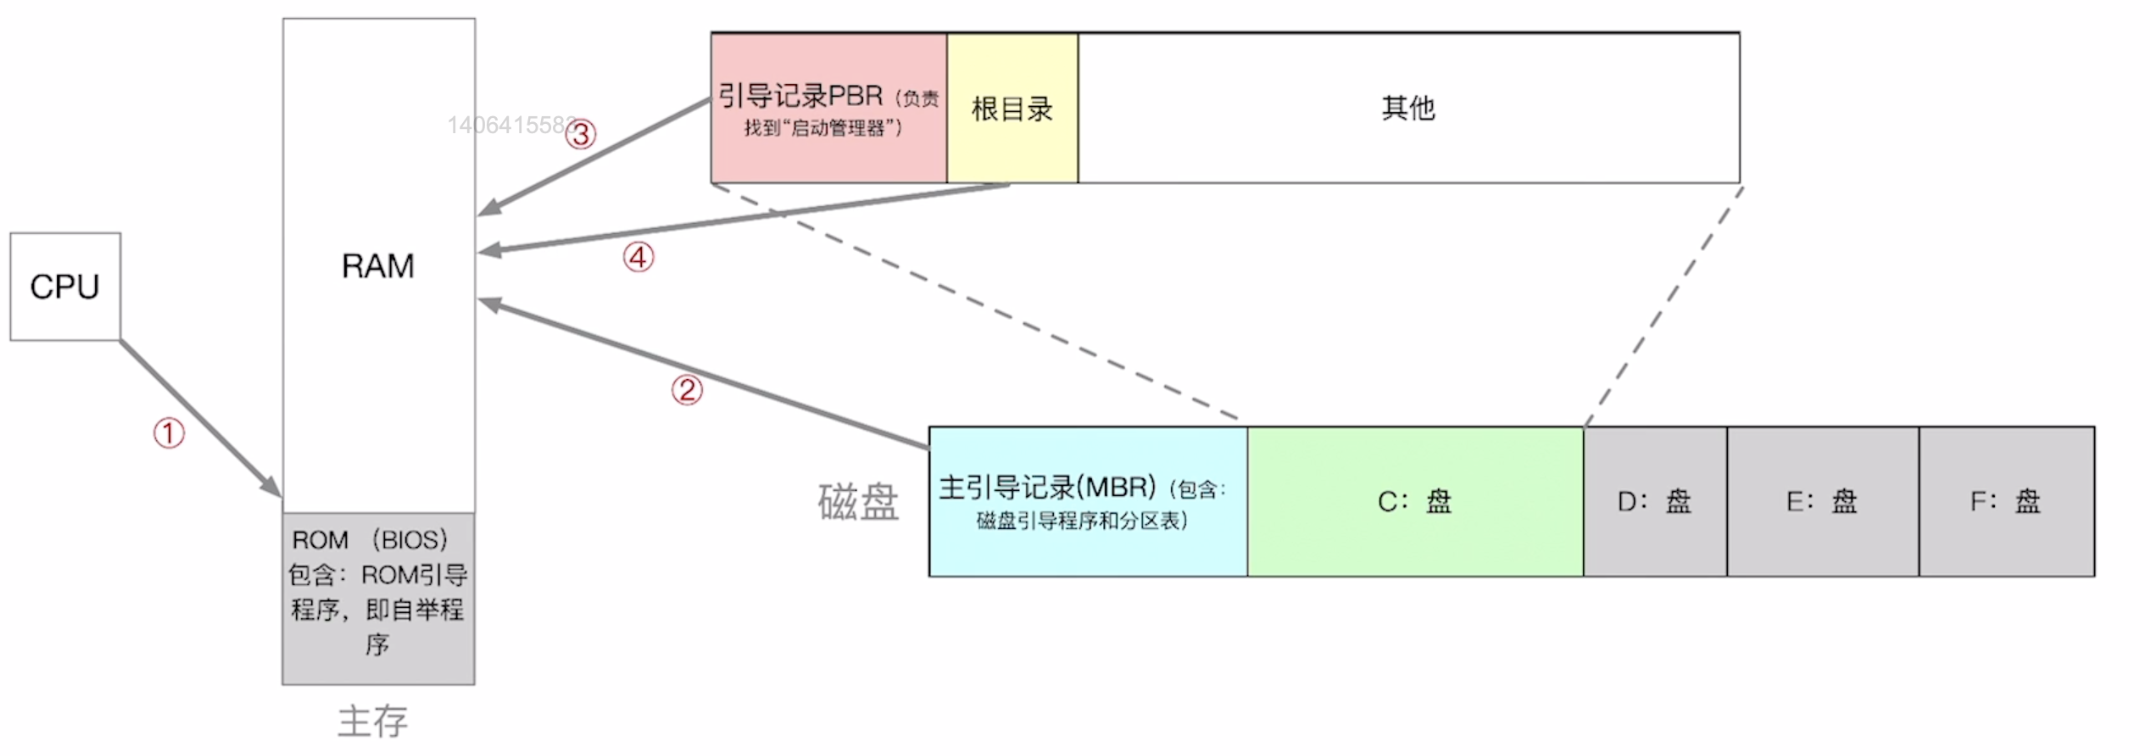 引导记录PBR（负责
找到“启动管理器”）
根目录
其他
1406415583
③
RAM
④
CPU
②
①
磁盘
主引导记录(MBR)（包含：
磁盘引导程序和分区表）
C：盘
D：盘
E：盘
F：盘
ROM （BIOS）
包含：ROM引导
程序，即自举程
序
主存